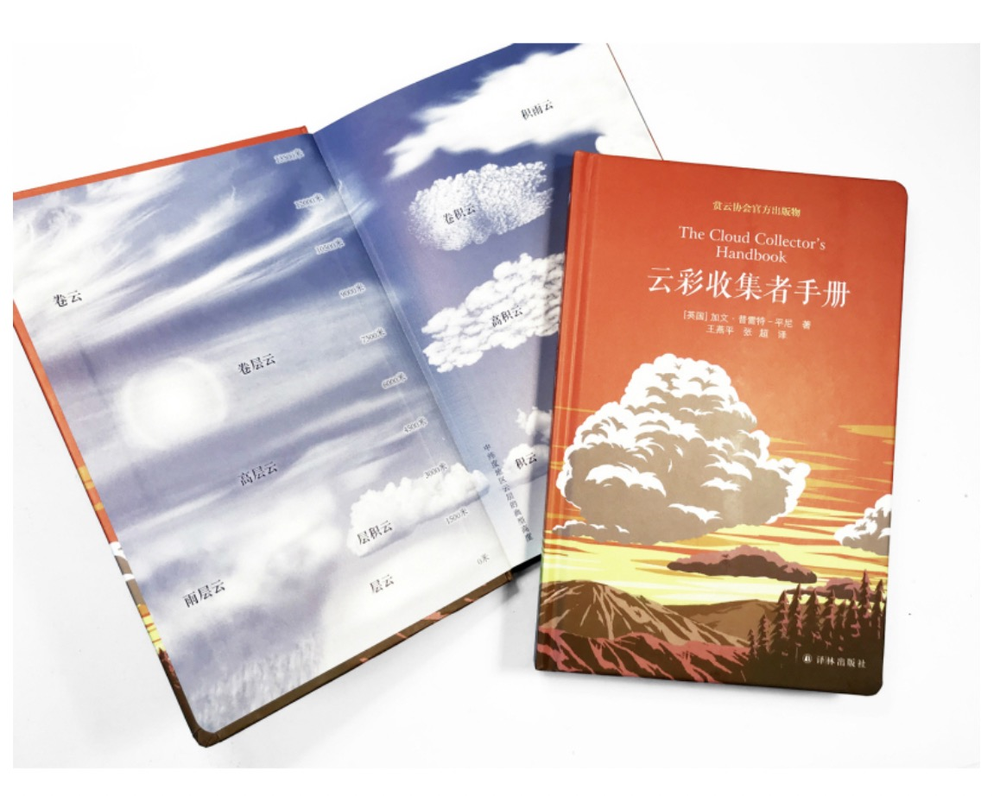 13500米
12000米
10500米
9000米
7500米
6000米
4500米
3000米
1500米
0米
卷云
卷层云
高层云
层积云
雨层云
层云
积雨云
卷积云
高积云
积云
中纬度地区云层的典型高度
赏云协会官方出版物
The Cloud Collector's
Handbook
云彩收集者手册
[英国] 加文·普雷特-平尼 著
王燕平 张超 译
译林出版社